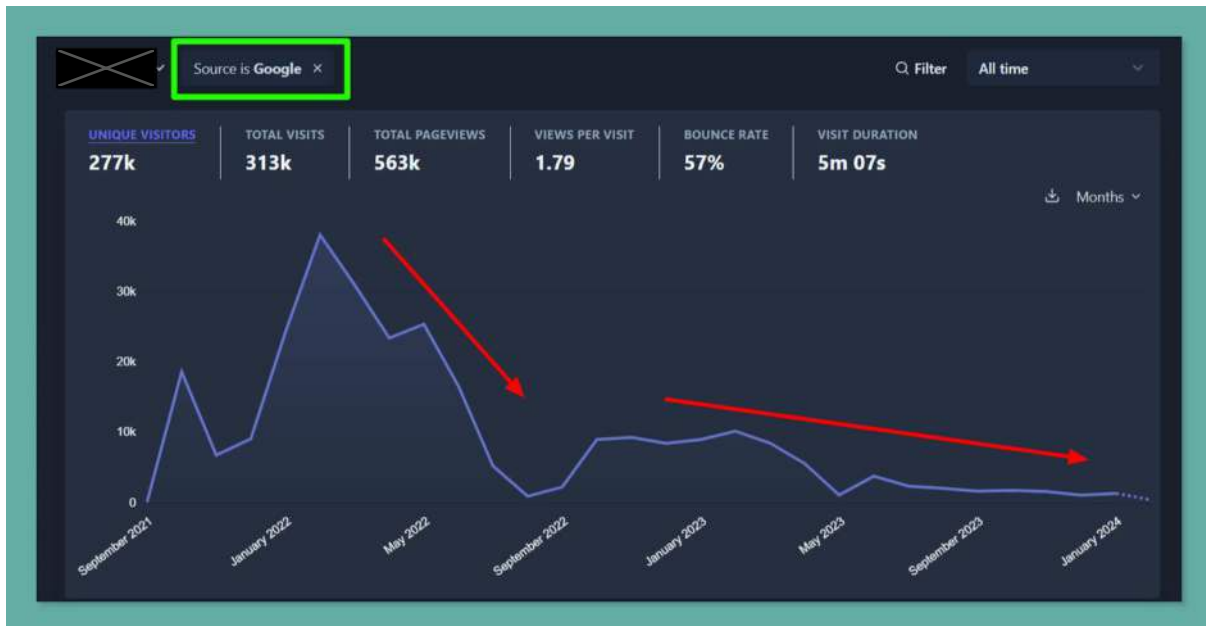 Source is Google ×
Filter
All time
UNIQUE VISITORS
277k
TOTAL VISITS
313k
TOTAL PAGEVIEWS
563k
VIEWS PER VISIT
1.79
BOUNCE RATE
57%
VISIT DURATION
5m 07s
Months
40k
30k
20k
10k
0
September 2021
January 2022
May 2022
September 2022
January 2023
May 2023
September 2023
January 2024